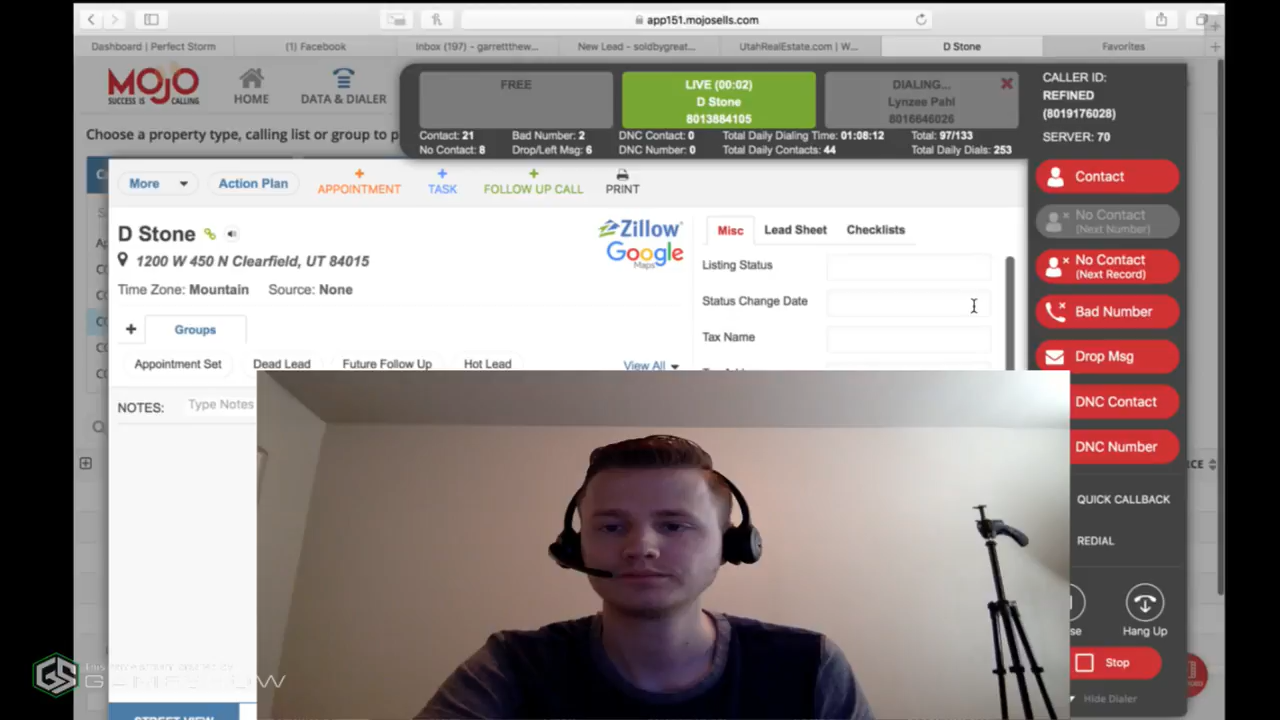 app151.mojosells.com
Dashboard | Perfect Storm
(1) Facebook
Inbox (197) - garrettthew...
New Lead - soldbygreat...
UtahRealEstate.com | W...
D Stone
Favorites
MOJO
SUCCESS IS CALLING
HOME
DATA & DIALER
FREE
LIVE (00:02)
D Stone
8013884105
DIALING...
Lynzee Pahl
8016646026
Contact: 21
Bad Number: 2
DNC Contact: 0
Total Daily Dialing Time: 01:08:12
Total: 97/133
No Contact: 8
Drop/Left Msg: 6
DNC Number: 0
Total Daily Contacts: 44
Total Daily Dials: 253
CALLER ID:
REFINED
(8019176028)
SERVER: 70
Choose a property type, calling list or group to p
More
Action Plan
APPOINTMENT
TASK
FOLLOW UP CALL
PRINT
D Stone
1200 W 450 N Clearfield, UT 84015
Time Zone: Mountain Source: None
Zillow
Google
Maps
Misc
Lead Sheet
Checklists
Listing Status
Status Change Date
Tax Name
Groups
Appointment Set
Dead Lead
Future Follow Up
Hot Lead
View All
NOTES:
Type Notes
Contact
No Contact
(Next Number)
No Contact
(Next Record)
Bad Number
Drop Msg
DNC Contact
DNC Number
QUICK CALLBACK
REDIAL
se
Hang Up
Stop
Hide Dialer
RCE
STREET VIEW